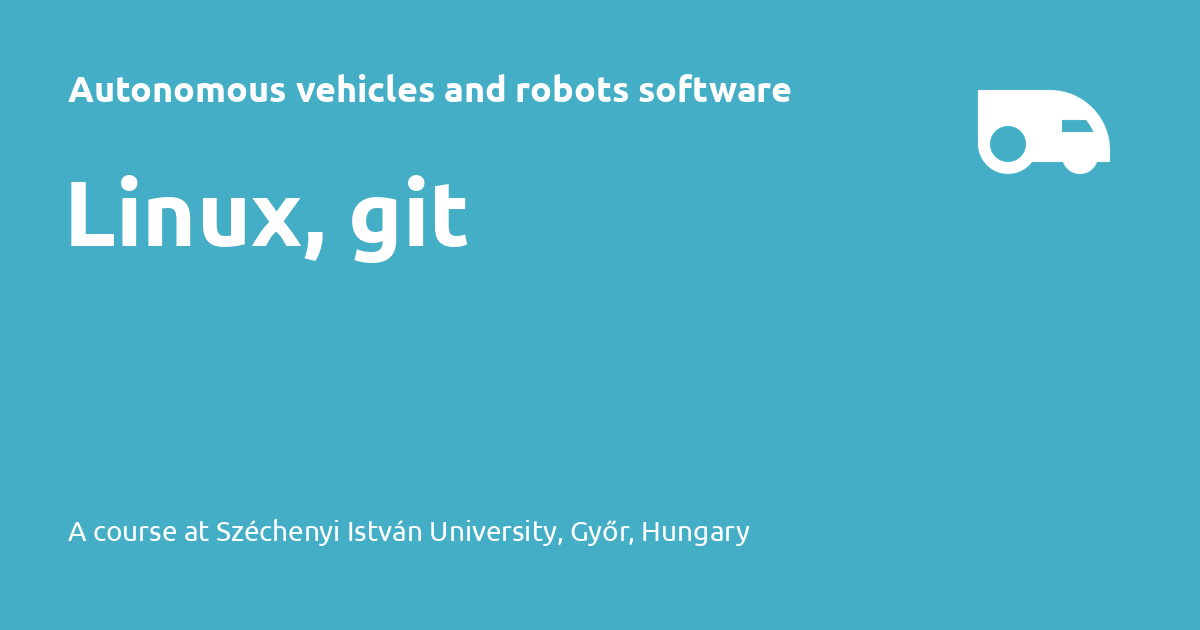 Autonomous vehicles and robots software
Linux, git
A course at Széchenyi István University, Győr, Hungary